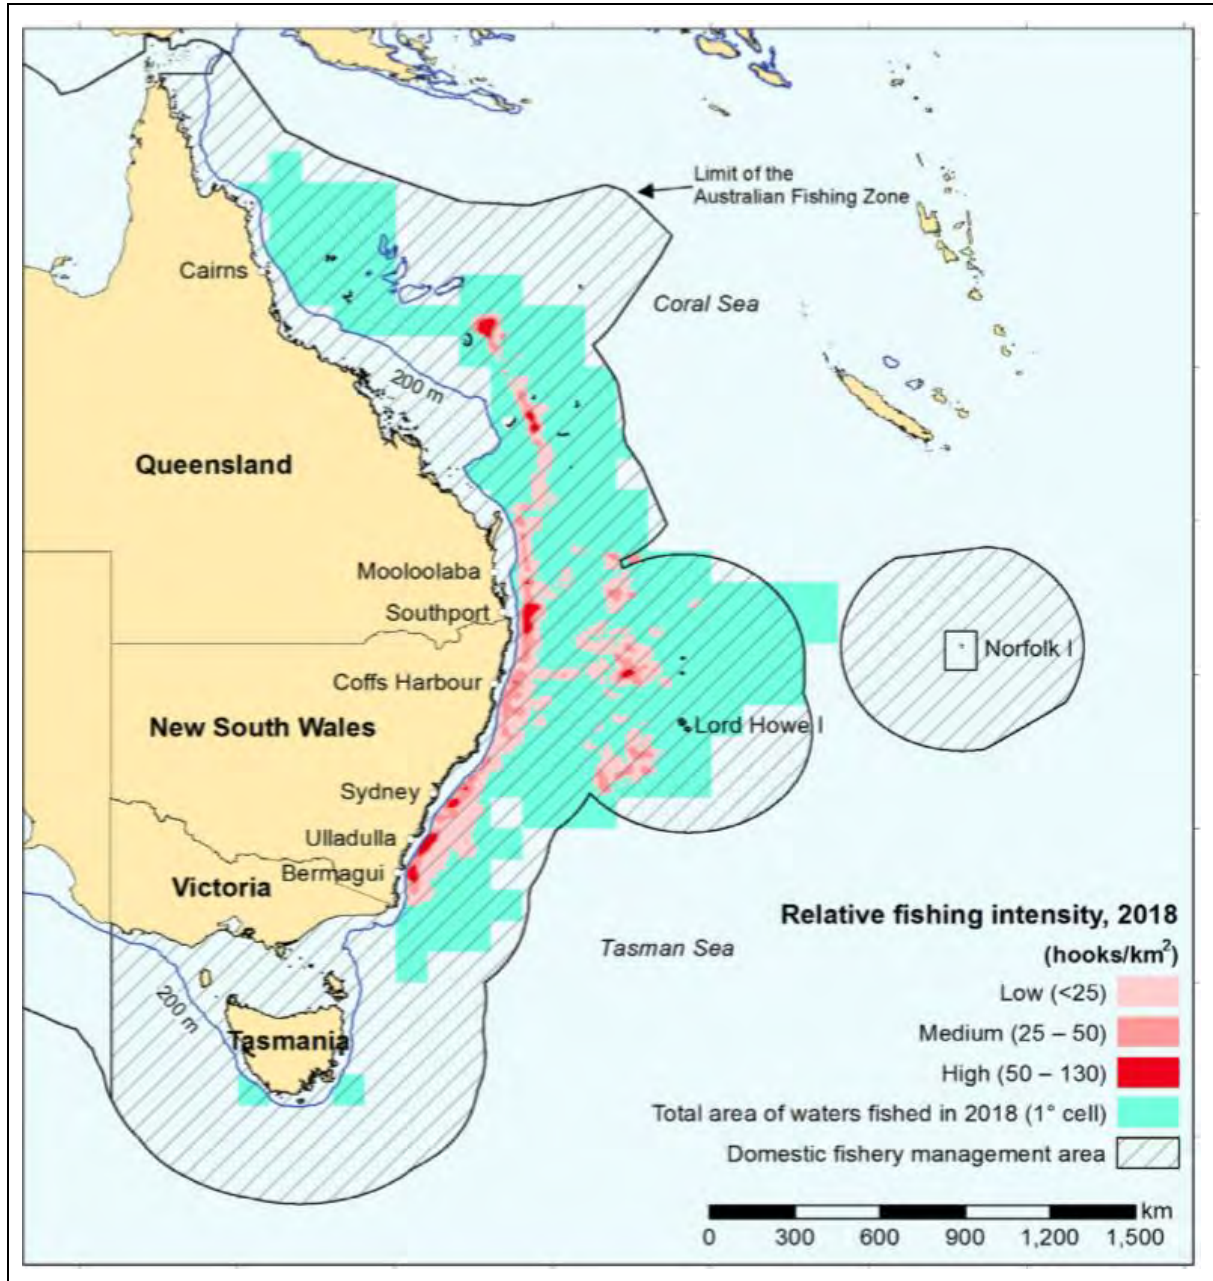 Limit of the
Australian Fishing Zone
Cairns
Coral Sea
200 m
Queensland
Mooloolaba
Southport
Norfolk I
Coffs Harbour
New South Wales
Lord Howe I
Sydney
Ulladulla
Bermagui
Victoria
Relative fishing intensity, 2018
Tasman Sea
(hooks/km²)
Low (<25)
200 m
Medium (25 – 50)
Tasmania
High (50 – 130)
Total area of waters fished in 2018 (1° cell)
Domestic fishery management area
km
0 300 600 900 1,200 1,500